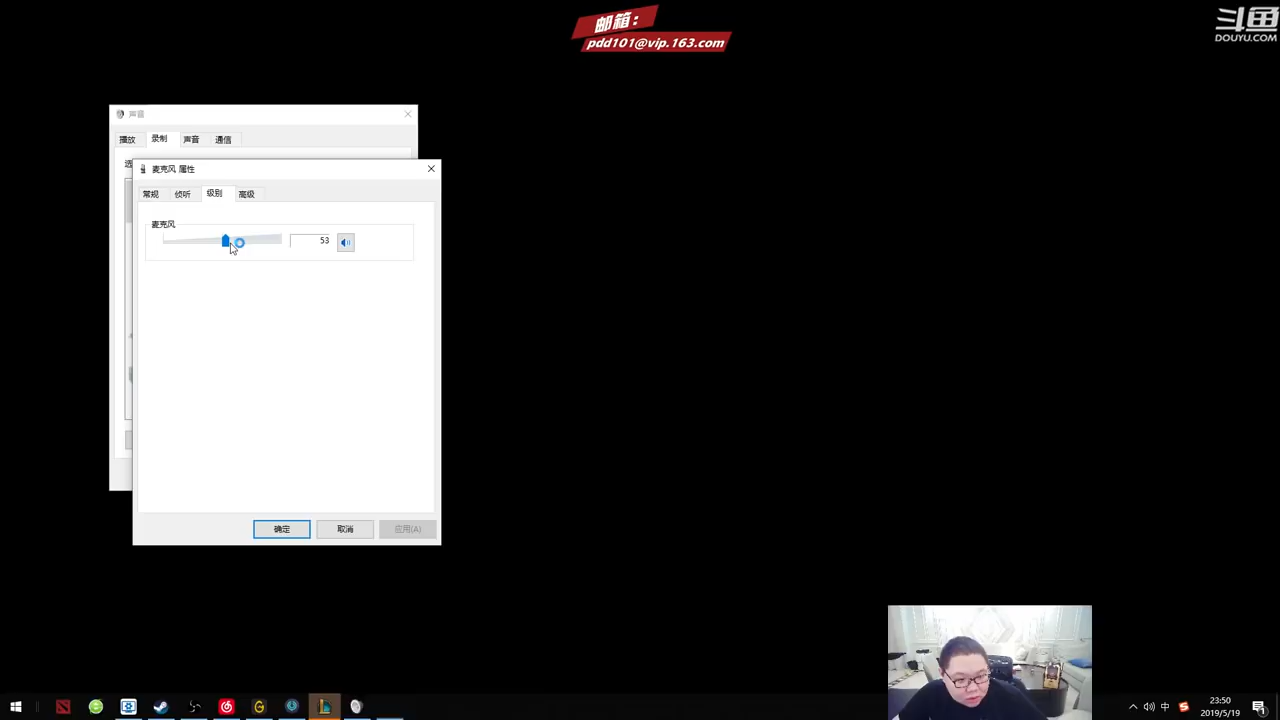 邮箱：
pdd101@vip.163.com
斗鱼
DOUYU.COM
声音
播放 录制 声音 通信
选
麦克风 属性
常规 侦听 级别 高级
麦克风
53
确定 取消 应用(A)
中
23:50
2019/5/19
1